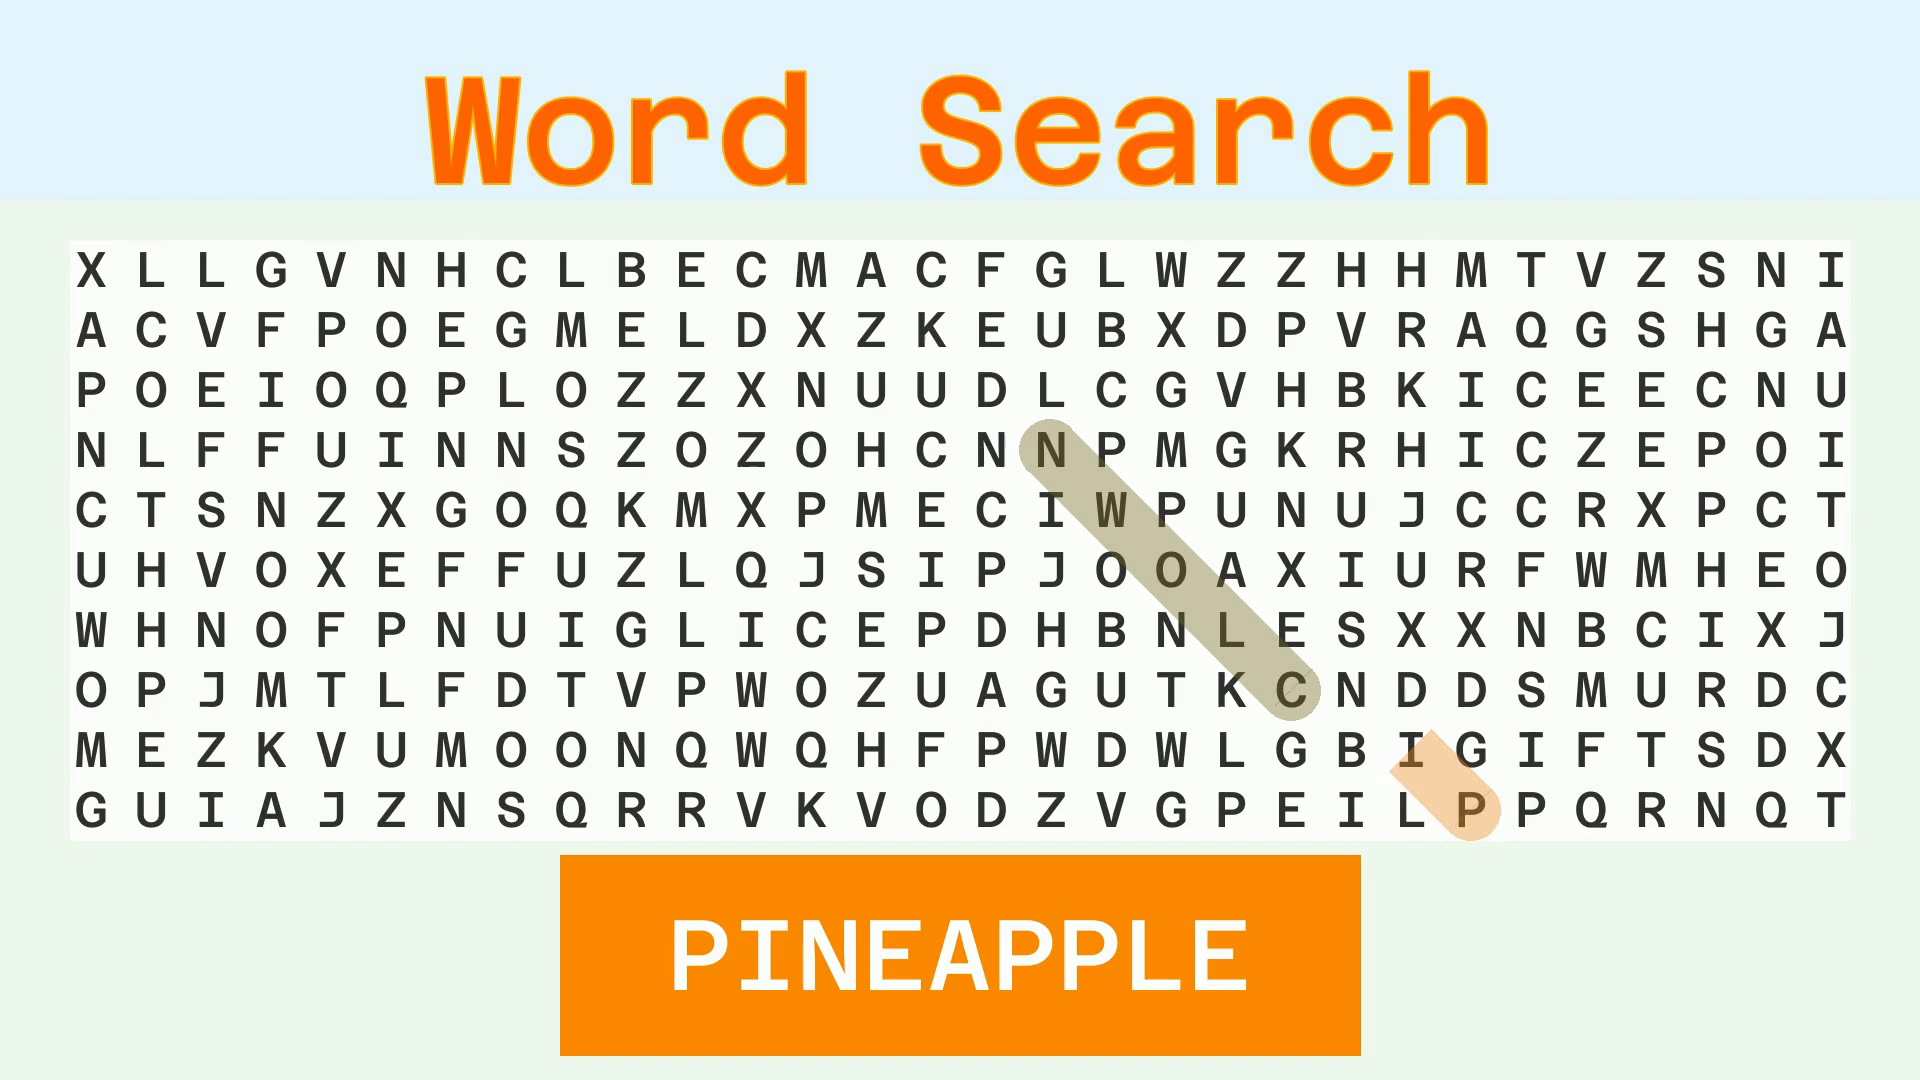 Word Search
X L L G V N H C L B E C M A C F G L W Z Z H H M T V Z S N I
A C V F P O E G M E L D X Z K E U B X D P V R A Q G S H G A
P O E I O Q P L O Z Z X N U U D L C G V H B K I C E E C N U
N L F F U I N N S Z O Z O H C N N P M G K R H I C Z E P O I
C T S N Z X G O Q K M X P M E C I W P U N U J C C R X P C T
U H V O X E F F U Z L Q J S I P J O O A X I U R F W M H E O
W H N O F P N U I G L I C E P D H B N L E S X X N B C I X J
O P J M T L F D T V P W O Z U A G U T K C N D D S M U R D C
M E Z K V U M O O N Q W Q H F P W D W L G B I G I F T S D X
G U I A J Z N S Q R R V K V O D Z V G P E I L P P Q R N Q T
PINEAPPLE